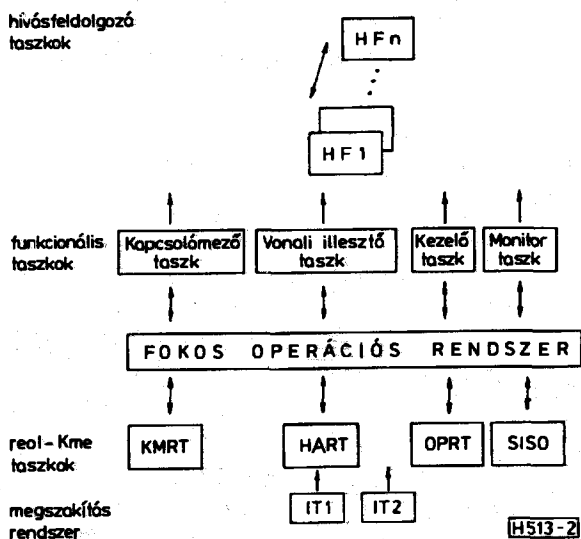 hívásfeldolgozó
taszkok
HFn
HF1
funkcionális
taszkok
Kapcsolómező
taszk
Vonali illesztő
taszk
Kezelő
taszk
Monitor
taszk
FOKOS OPERÁCIÓS RENDSZER
real-Kme
taszkok
KMRT
HART
OPRT
SISO
megszakítás
rendszer
IT1
IT2
H513-2